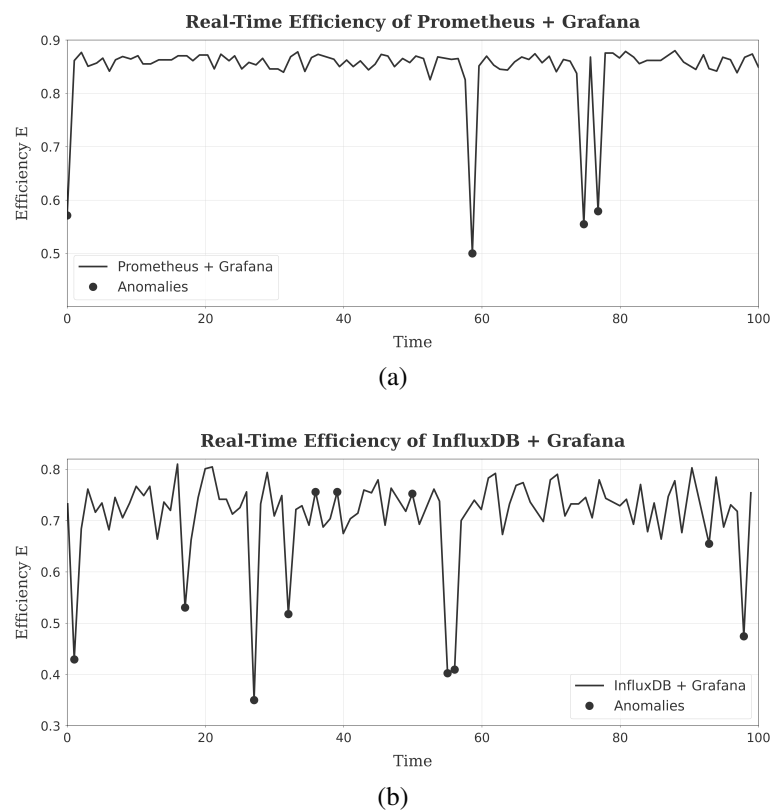 Real-Time Efficiency of Prometheus + Grafana
0.9
0.8
0.7
0.6
0.5
Efficiency E
Prometheus + Grafana
Anomalies
0 20 40 60 80 100
Time
(a)
Real-Time Efficiency of InfluxDB + Grafana
0.8
0.7
0.6
0.5
0.4
0.3
Efficiency E
InfluxDB + Grafana
Anomalies
0 20 40 60 80 100
Time
(b)